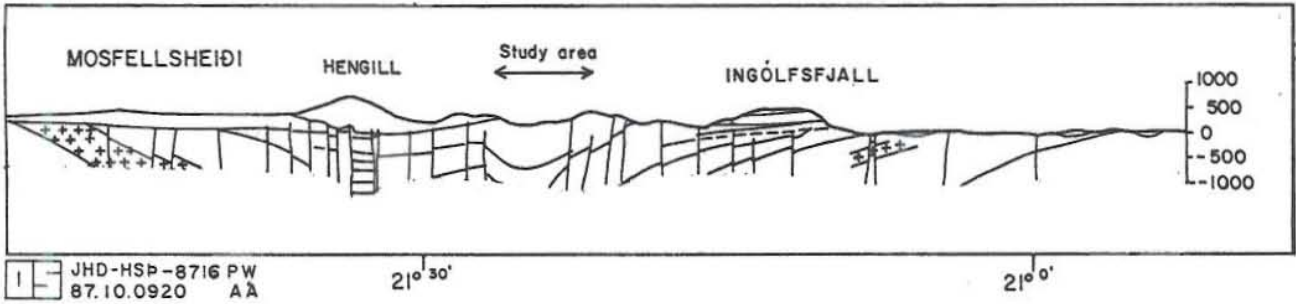 MOSFELLSHEIÐI
HENGILL
Study area
INGÓLFSFJALL
1000
500
0
-500
-1000
JHD-HSÞ-8716 PW
87.10.0920 AÁ
21° 30'
21° 0'